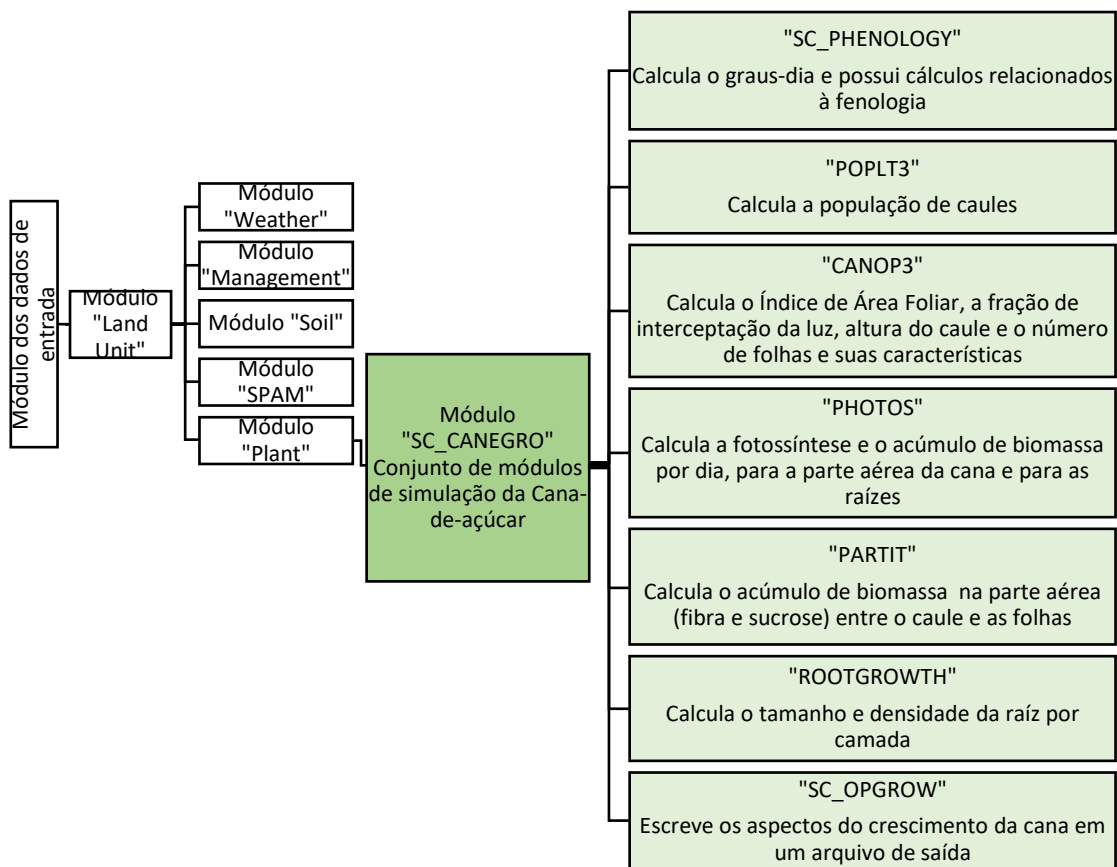 Módulo dos dados de
entrada
Módulo
"Land
Unit"
Módulo
"Weather"
Módulo
"Management"
Módulo "Soil"
Módulo
"SPAM"
Módulo
"Plant"
Módulo
"SC_CANEGRO"
Conjunto de módulos
de simulação da Cana-
de-açúcar
"SC_PHENOLOGY"
Calcula o graus-dia e possui cálculos relacionados
à fenologia
"POPLT3"
Calcula a população de caules
"CANOP3"
Calcula o Índice de Área Foliar, a fração de
interceptação da luz, altura do caule e o número
de folhas e suas características
"PHOTOS"
Calcula a fotossíntese e o acúmulo de biomassa
por dia, para a parte aérea da cana e para as
raízes
"PARTIT"
Calcula o acúmulo de biomassa na parte aérea
(fibra e sucrose) entre o caule e as folhas
"ROOTGROWTH"
Calcula o tamanho e densidade da raíz por
camada
"SC_OPGROW"
Escreve os aspectos do crescimento da cana em
um arquivo de saída